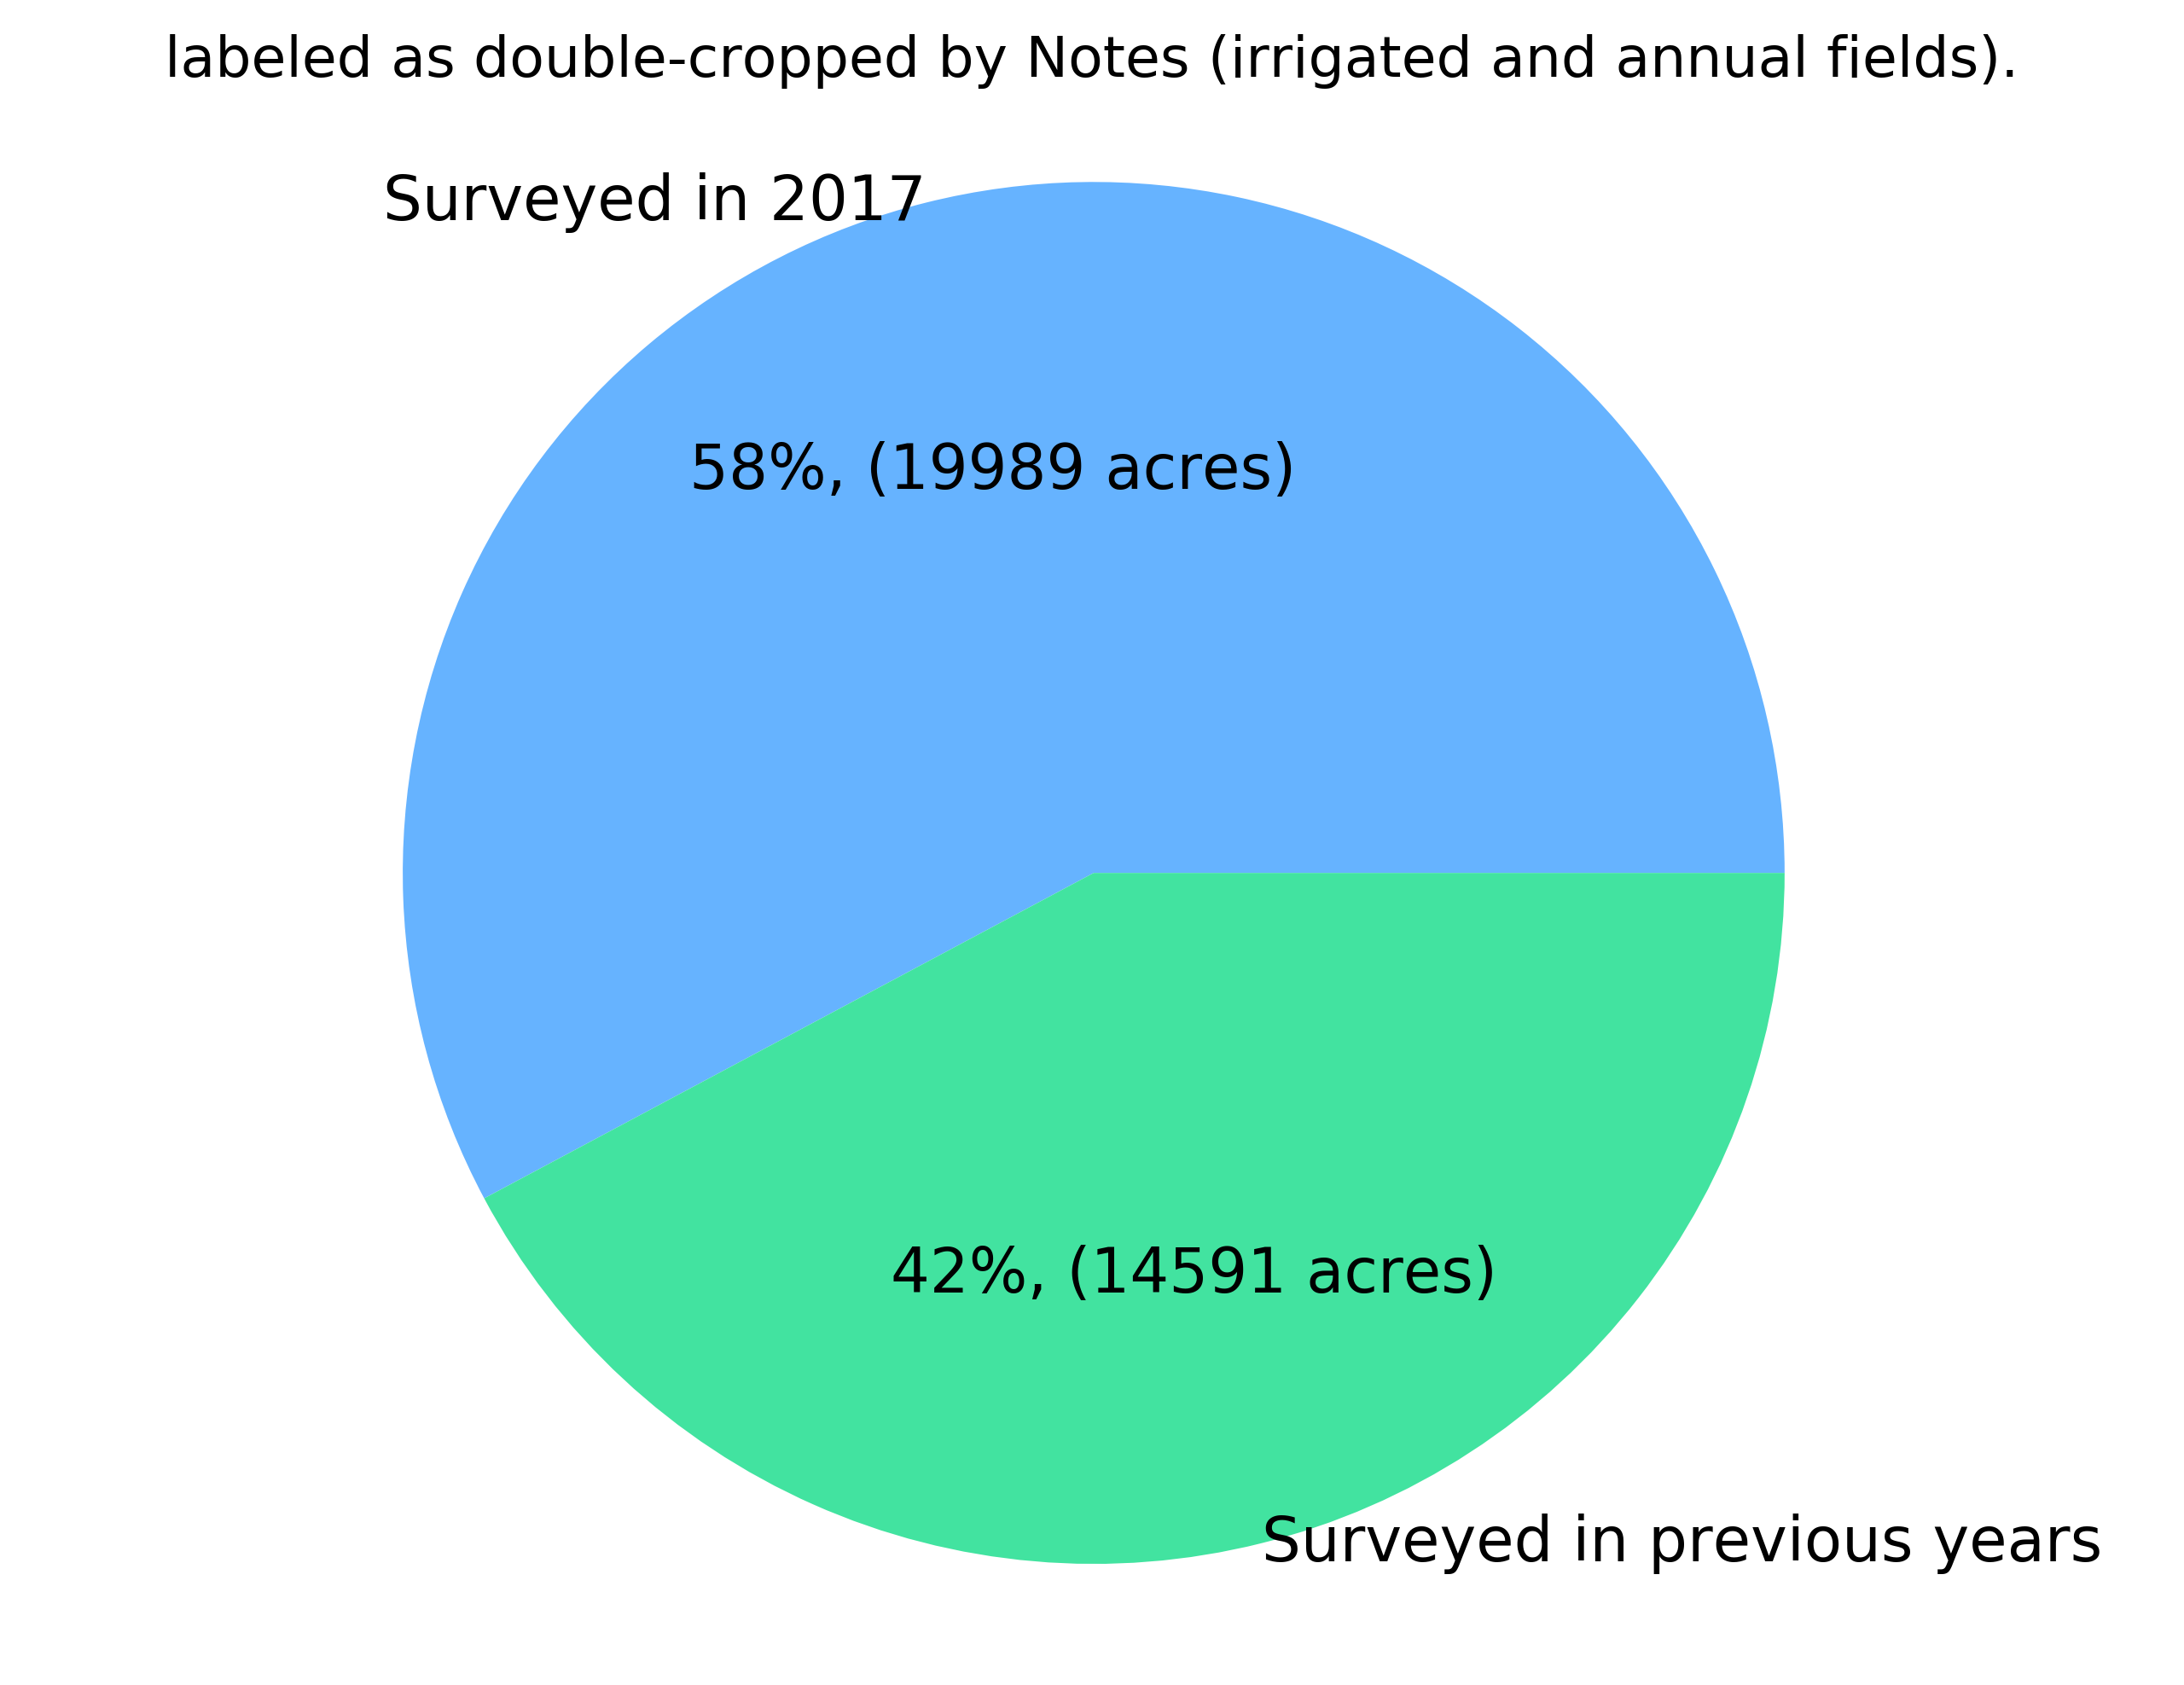 labeled as double-cropped by Notes (irrigated and annual fields).
Surveyed in 2017
58%, (19989 acres)
42%, (14591 acres)
Surveyed in previous years